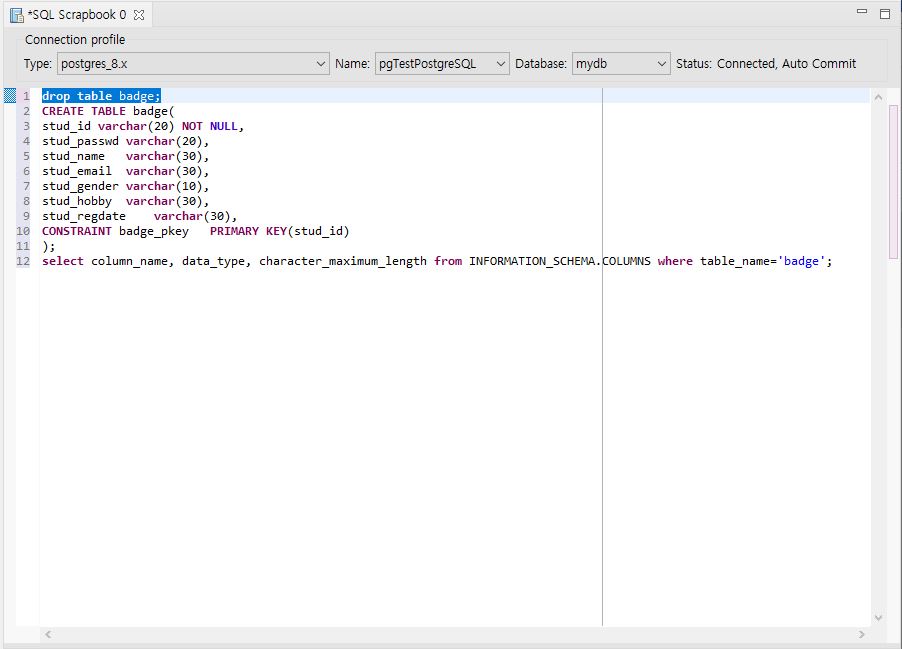 *SQL Scrapbook 0
Connection profile
Type: postgres_8.x Name: pgTestPostgreSQL Database: mydb Status: Connected, Auto Commit
1 drop table badge;
2 CREATE TABLE badge(
3 stud_id varchar(20) NOT NULL,
4 stud_passwd varchar(20),
5 stud_name   varchar(30),
6 stud_email  varchar(30),
7 stud_gender varchar(10),
8 stud_hobby  varchar(30),
9 stud_regdate    varchar(30),
10 CONSTRAINT badge_pkey   PRIMARY KEY(stud_id)
11 );
12 select column_name, data_type, character_maximum_length from INFORMATION_SCHEMA.COLUMNS where table_name='badge';